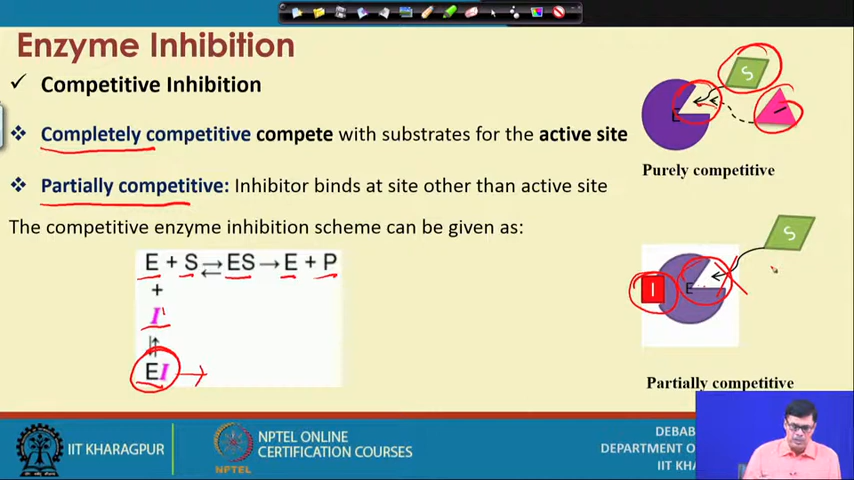 Enzyme Inhibition
✓ Competitive Inhibition
❖ Completely competitive compete with substrates for the active site
❖ Partially competitive: Inhibitor binds at site other than active site
The competitive enzyme inhibition scheme can be given as:
E + S ⇌ ES → E + P
+
I
⇌
EI
S
E
I
Purely competitive
S
I
E
Partially competitive
IIT KHARAGPUR
NPTEL
NPTEL ONLINE
CERTIFICATION COURSES
DEBAB
DEPARTMENT O
IIT KHA